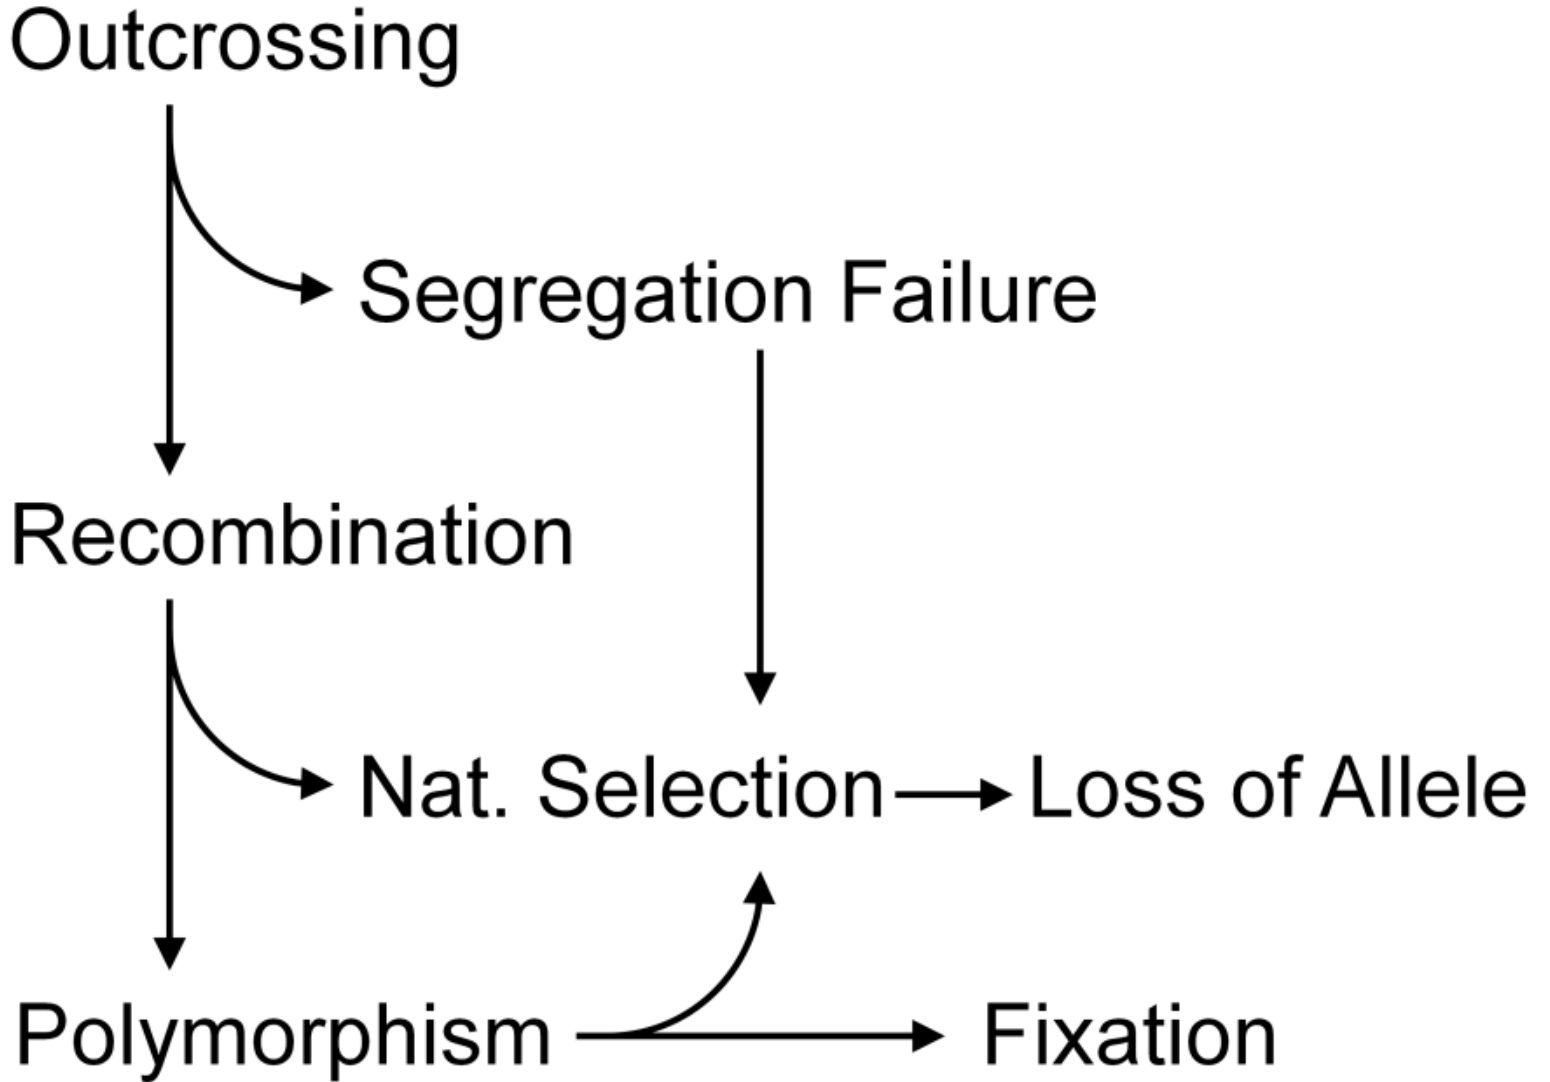 Outcrossing
Segregation Failure
Recombination
Nat. Selection
Loss of Allele
Polymorphism
Fixation